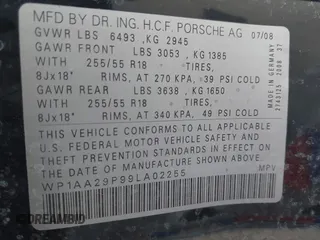 MFD BY DR. ING. H.C.F. PORSCHE AG 07/08
GVWR LBS 6493 , KG 2945
GAWR FRONT LBS 3053 , KG 1385
WITH 255/55 R18 TIRES,
8Jx18" RIMS, AT 270 KPA, 39 PSI COLD
GAWR REAR LBS 3638 , KG 1650
WITH 255/55 R18 TIRES,
8Jx18" RIMS, AT 340 KPA, 49 PSI COLD
THIS VEHICLE CONFORMS TO ALL APPLICABLE
U.S. FEDERAL MOTOR VEHICLE SAFETY AND
THEFT PREVENTION STANDARDS IN EFFECT ON
THE DATE OF MANUFACTURE SHOWN ABOVE.
WP1AA29P99LA02255 MPV
MADE IN GERMANY
DREAMBID